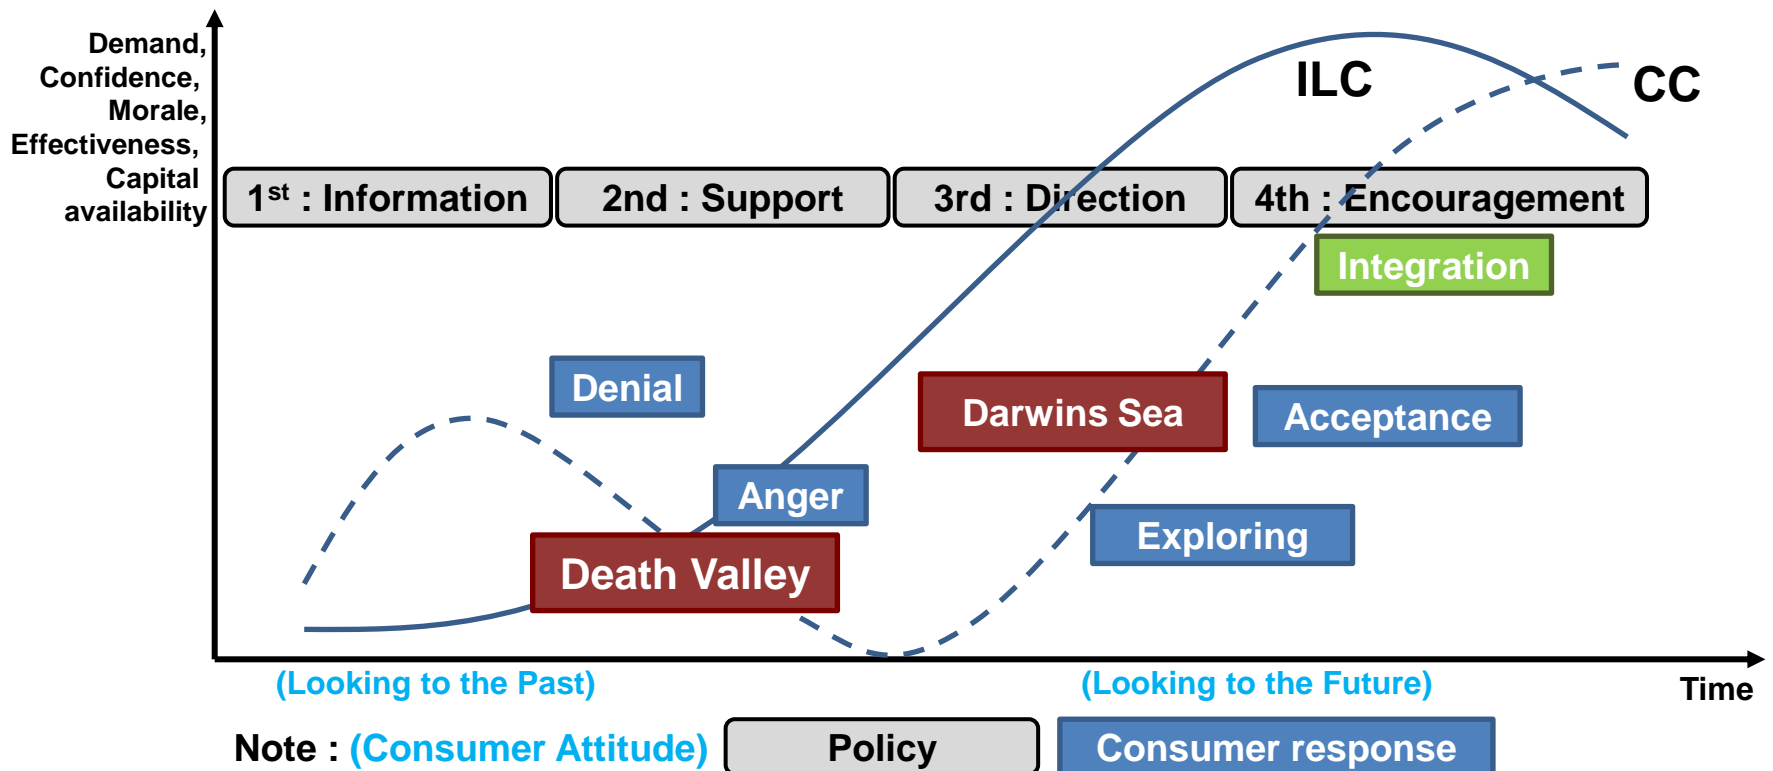 Demand,
Confidence,
Morale,
Effectiveness,
Capital
availability
ILC
CC
1st : Information
2nd : Support
3rd : Direction
4th : Encouragement
Integration
Denial
Darwins Sea
Acceptance
Anger
Exploring
Death Valley
(Looking to the Past)
(Looking to the Future)
Time
Note : (Consumer Attitude)
Policy
Consumer response